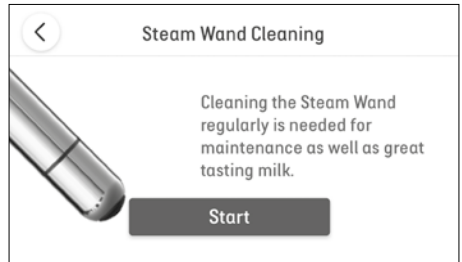 Steam Wand Cleaning
Cleaning the Steam Wand
regularly is needed for
maintenance as well as great
tasting milk.
Start